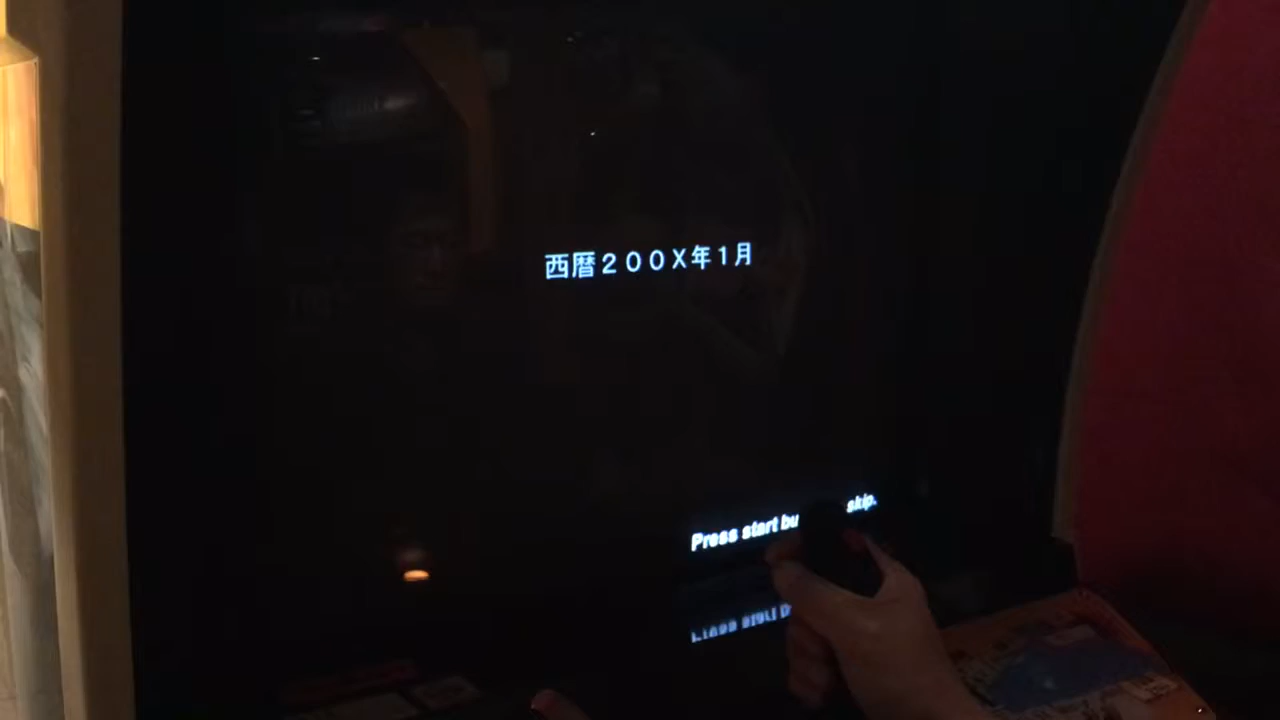 西暦２００X年１月
Press start bu skip.